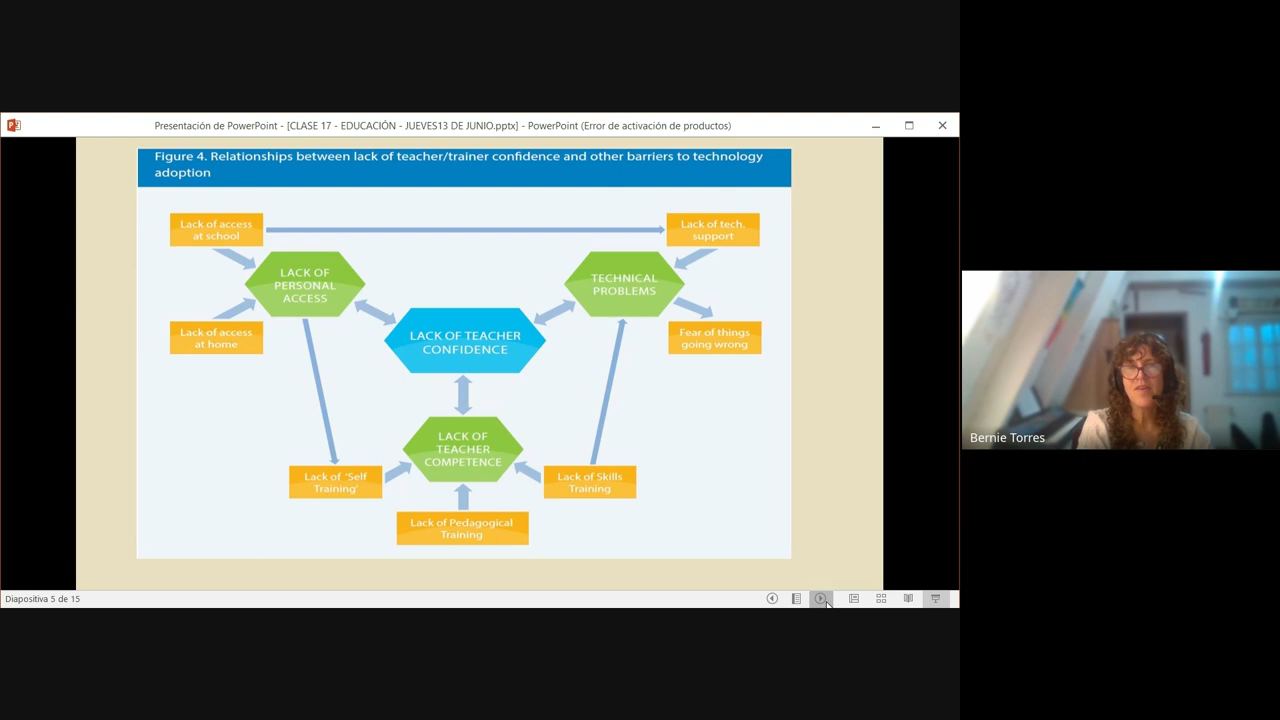 Presentación de PowerPoint - [CLASE 17 - EDUCACIÓN - JUEVES13 DE JUNIO.pptx] - PowerPoint (Error de activación de productos)
Figure 4. Relationships between lack of teacher/trainer confidence and other barriers to technology
adoption
Lack of access
at school
Lack of tech.
support
LACK OF
PERSONAL
ACCESS
TECHNICAL
PROBLEMS
Lack of access
at home
LACK OF TEACHER
CONFIDENCE
Fear of things
going wrong
LACK OF
TEACHER
COMPETENCE
Lack of 'Self
Training'
Lack of Skills
Training
Lack of Pedagogical
Training
Diapositiva 5 de 15
Bernie Torres